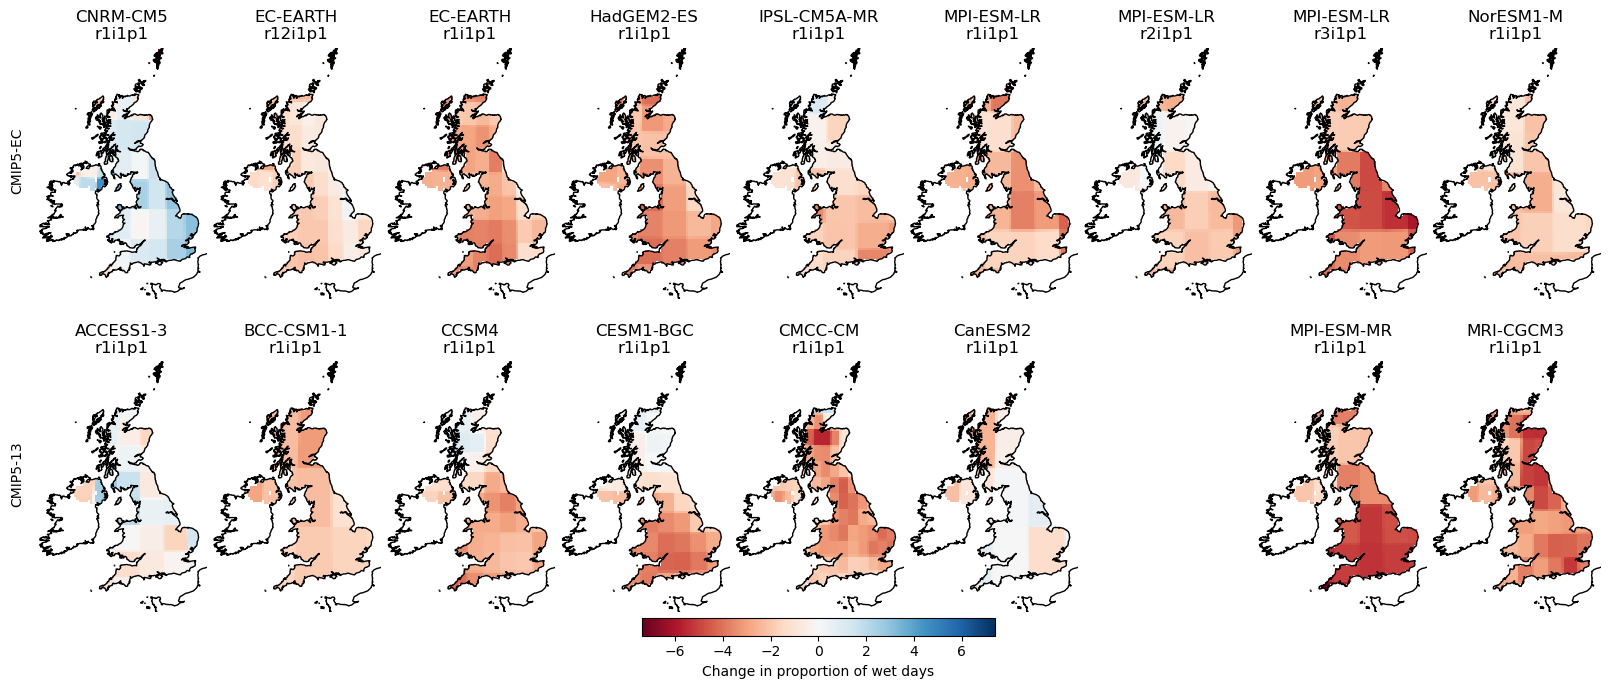 CNRM-CM5 EC-EARTH EC-EARTH HadGEM2-ES IPSL-CM5A-MR MPI-ESM-LR MPI-ESM-LR MPI-ESM-LR NorESM1-M
r1i1p1 r12i1p1 r1i1p1 r1i1p1 r1i1p1 r1i1p1 r2i1p1 r3i1p1 r1i1p1
CMIP5-EC
ACCESS1-3 BCC-CSM1-1 CCSM4 CESM1-BGC CMCC-CM CanESM2 MPI-ESM-MR MRI-CGCM3
r1i1p1 r1i1p1 r1i1p1 r1i1p1 r1i1p1 r1i1p1 r1i1p1 r1i1p1
CMIP5-13
−6 −4 −2 0 2 4 6
Change in proportion of wet days